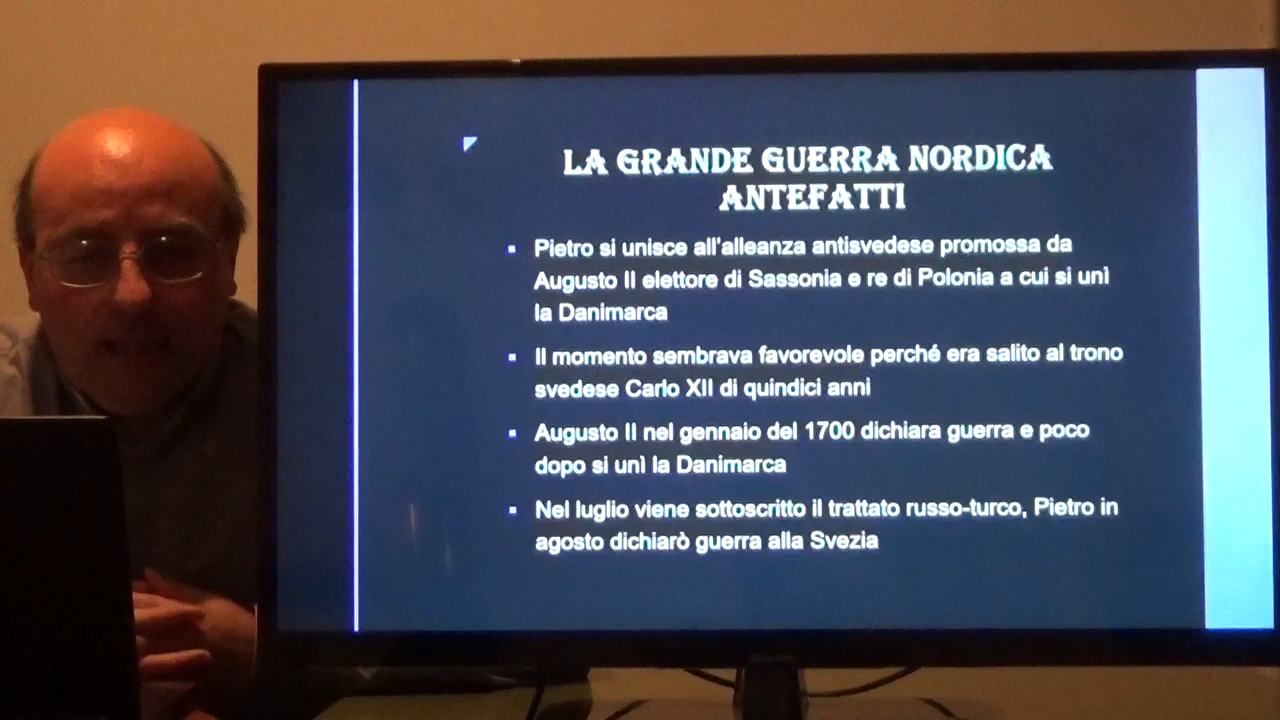 LA GRANDE GUERRA NORDICA
ANTEFATTI
▪ Pietro si unisce all'alleanza antisvedese promossa da
Augusto II elettore di Sassonia e re di Polonia a cui si unì
la Danimarca
▪ Il momento sembrava favorevole perché era salito al trono
svedese Carlo XII di quindici anni
▪ Augusto II nel gennaio del 1700 dichiara guerra e poco
dopo si unì la Danimarca
▪ Nel luglio viene sottoscritto il trattato russo-turco, Pietro in
agosto dichiarò guerra alla Svezia